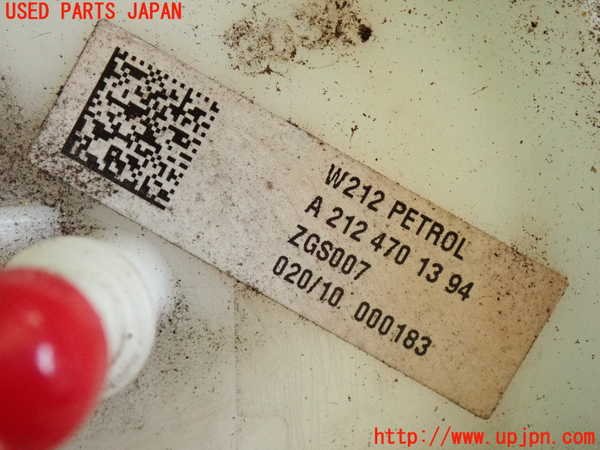 USED PARTS JAPAN
W212 PETROL
A 212 470 13 94
ZGS007
020/10 000183
http://www.upjpn.com/